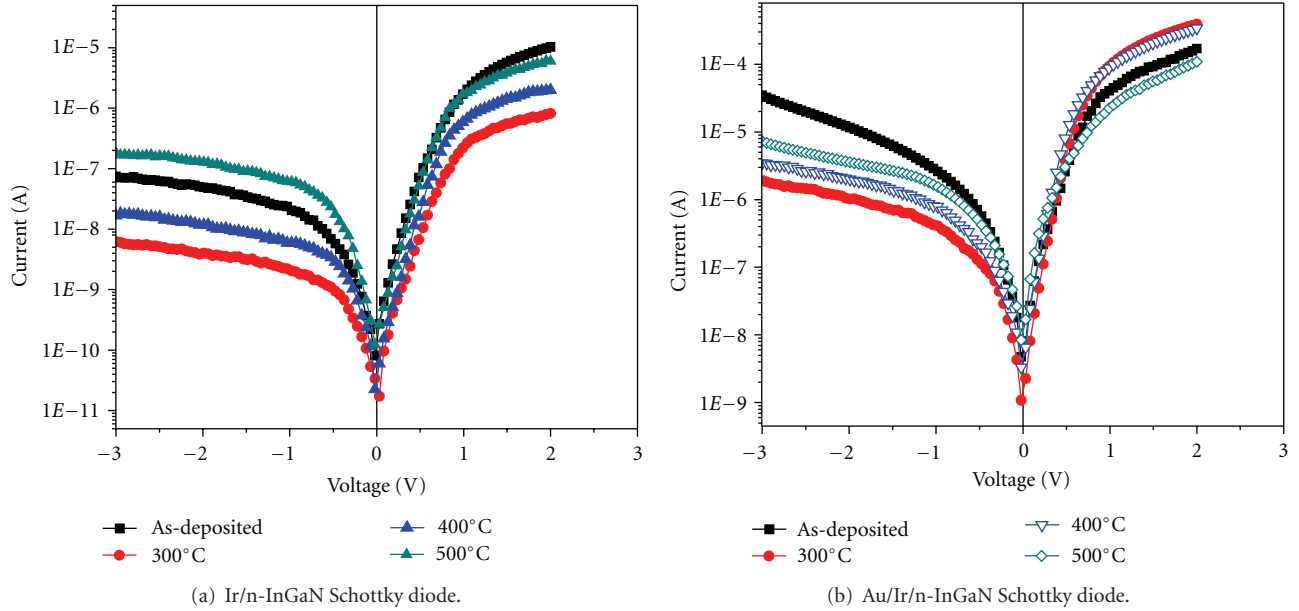 1E−5
1E−6
1E−7
1E−8
1E−9
1E−10
1E−11
Current (A)
−3 −2 −1 0 1 2 3
Voltage (V)
As-deposited
300°C
400°C
500°C
(a) Ir/n-InGaN Schottky diode.
1E−4
1E−5
1E−6
1E−7
1E−8
1E−9
Current (A)
−3 −2 −1 0 1 2 3
Voltage (V)
As-deposited
300°C
400°C
500°C
(b) Au/Ir/n-InGaN Schottky diode.